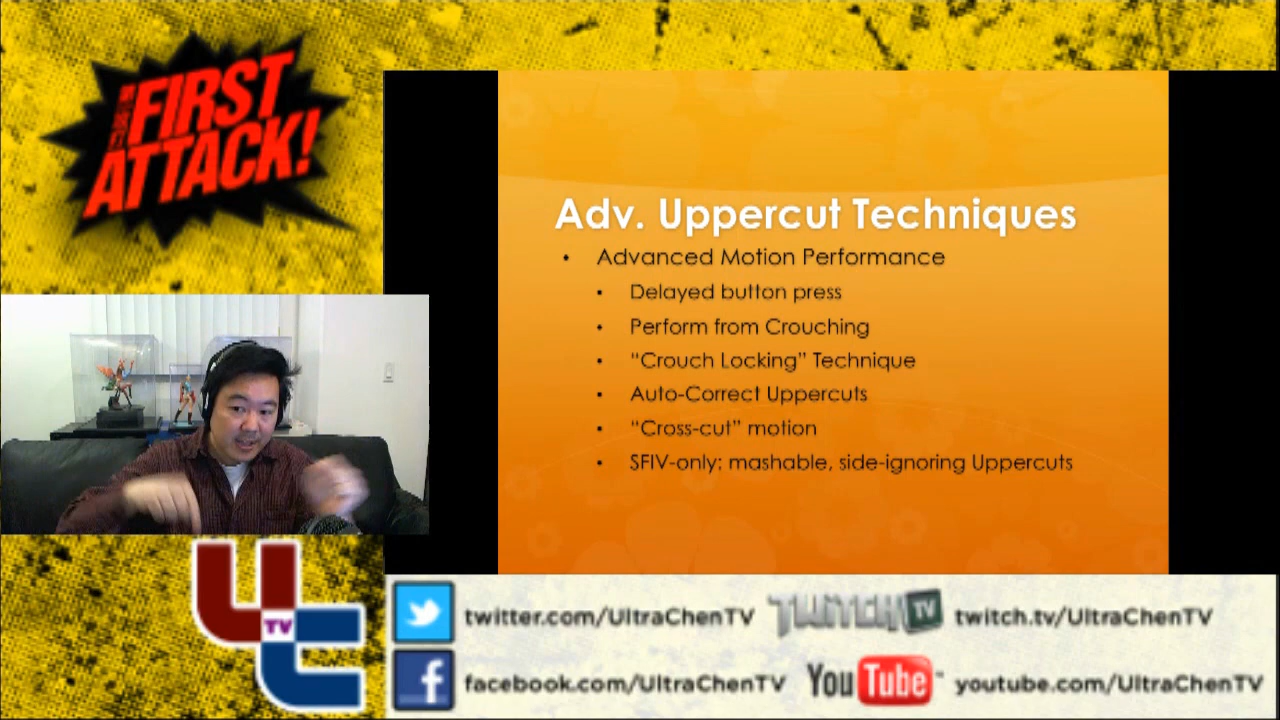 FIRST
ATTACK!
Adv. Uppercut Techniques
• Advanced Motion Performance
• Delayed button press
• Perform from Crouching
• “Crouch Locking” Technique
• Auto-Correct Uppercuts
• “Cross-cut” motion
• SFIV-only: mashable, side-ignoring Uppercuts
UC
TV
twitter.com/UltraChenTV
TWITCH TV
twitch.tv/UltraChenTV
f
facebook.com/UltraChenTV
YouTube
youtube.com/UltraChenTV